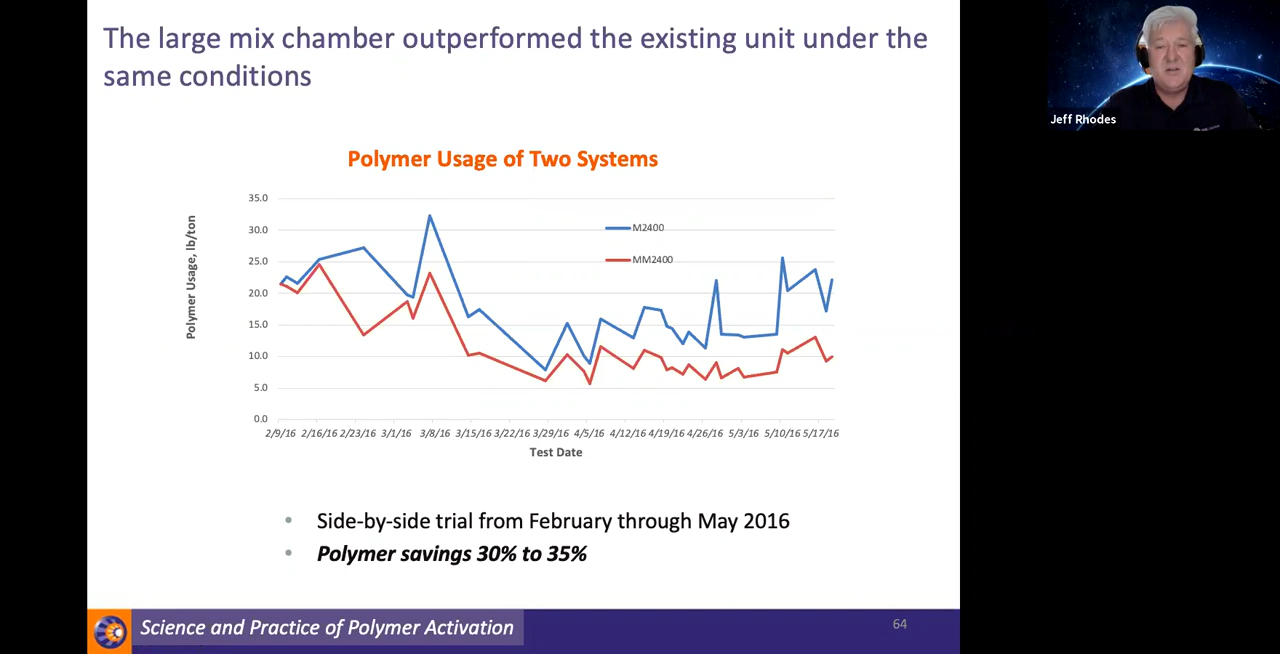 The large mix chamber outperformed the existing unit under the
same conditions
Jeff Rhodes
Polymer Usage of Two Systems
Polymer Usage, lb/ton
35.0
30.0
25.0
20.0
15.0
10.0
5.0
0.0
M2400
MM2400
2/9/16 2/16/16 2/23/16 3/1/16 3/8/16 3/15/16 3/22/16 3/29/16 4/5/16 4/12/16 4/19/16 4/26/16 5/3/16 5/10/16 5/17/16
Test Date
• Side-by-side trial from February through May 2016
• Polymer savings 30% to 35%
Science and Practice of Polymer Activation
64